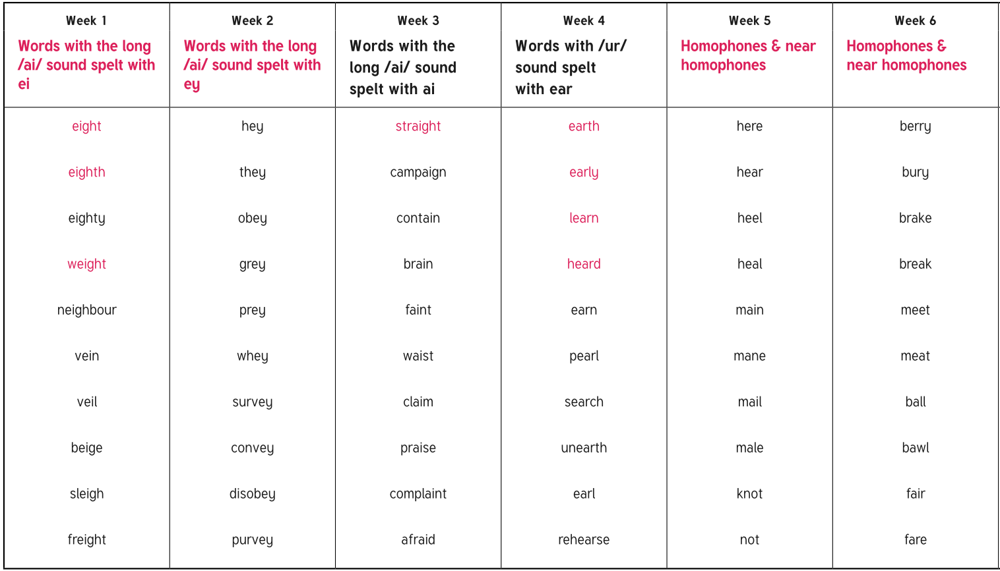 Week 1 Week 2 Week 3 Week 4 Week 5 Week 6
Words with the long
/ai/ sound spelt with
ei
Words with the long
/ai/ sound spelt with
ey
Words with the
long /ai/ sound
spelt with ai
Words with /ur/
sound spelt
with ear
Homophones & near
homophones
Homophones &
near homophones
eight hey straight earth here berry
eighth they campaign early hear bury
eighty obey contain learn heel brake
weight grey brain heard heal break
neighbour prey faint earn main meet
vein whey waist pearl mane meat
veil survey claim search mail ball
beige convey praise unearth male bawl
sleigh disobey complaint earl knot fair
freight purvey afraid rehearse not fare